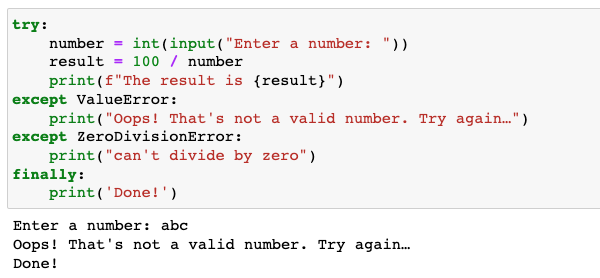 try:
    number = int(input("Enter a number: "))
    result = 100 / number
    print(f"The result is {result}")
except ValueError:
    print("Oops! That's not a valid number. Try again…")
except ZeroDivisionError:
    print("can't divide by zero")
finally:
    print('Done!')
Enter a number: abc
Oops! That's not a valid number. Try again…
Done!